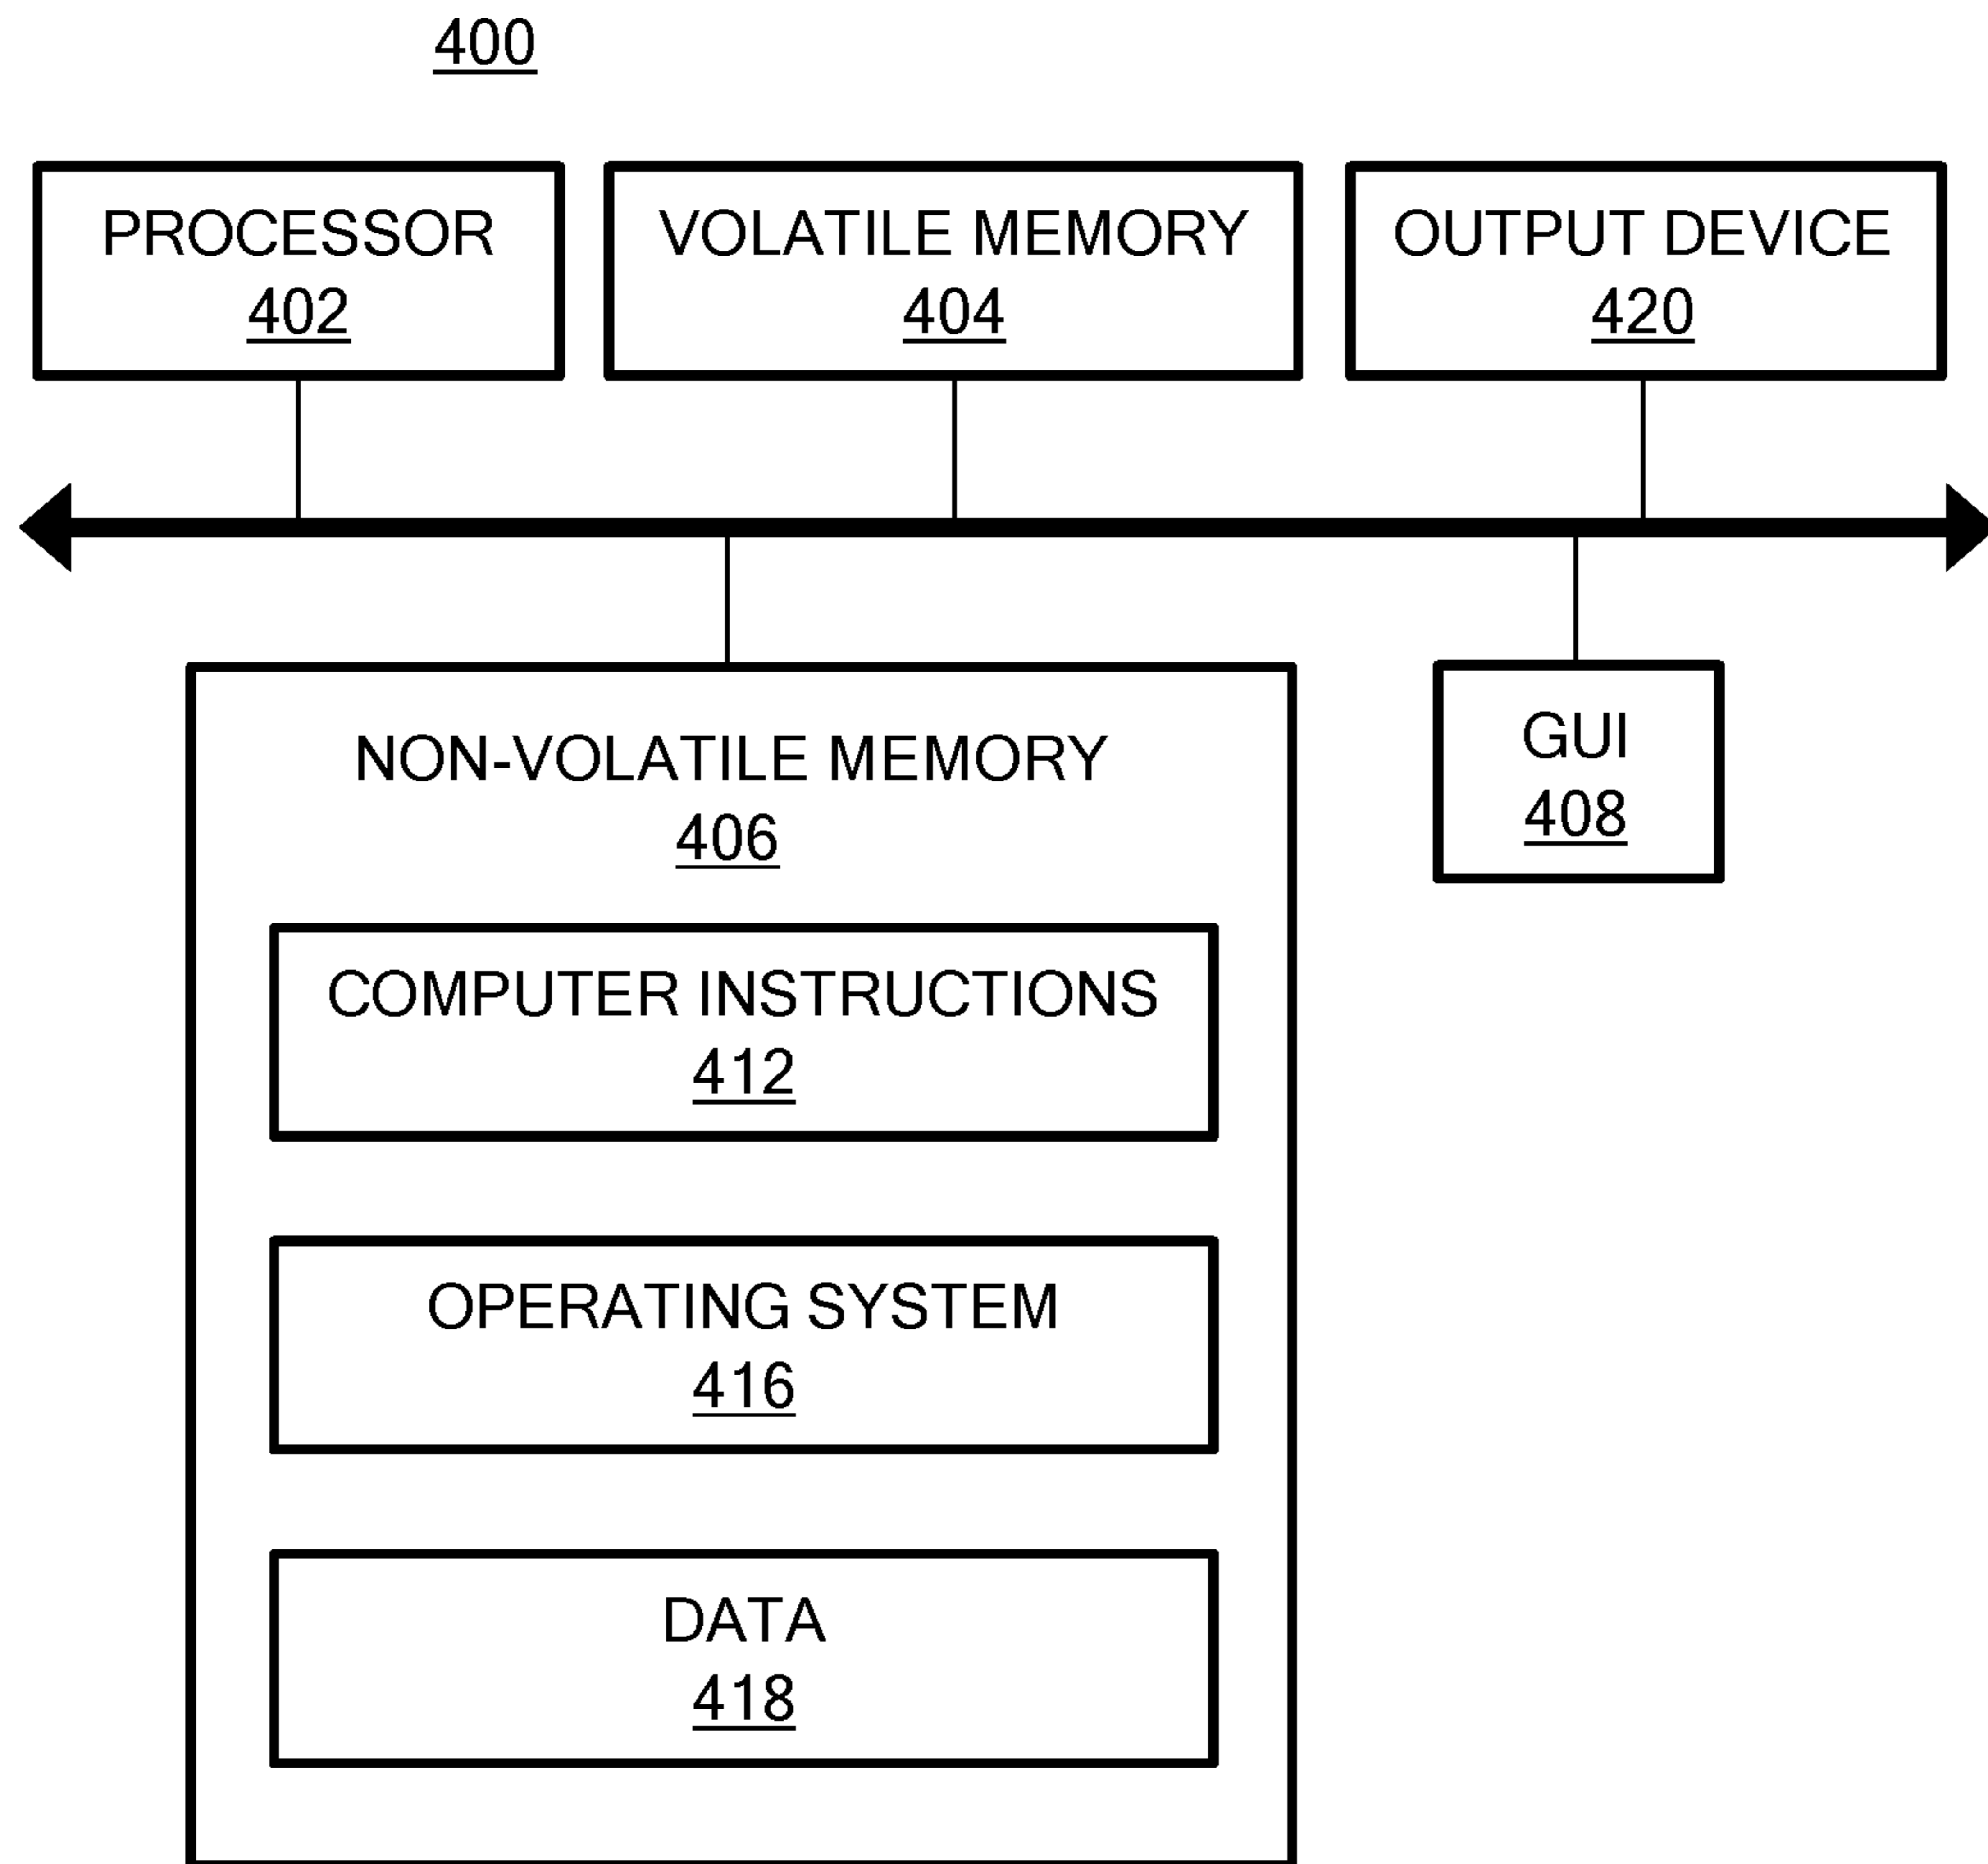 400
PROCESSOR
402
VOLATILE MEMORY
404
OUTPUT DEVICE
420
NON-VOLATILE MEMORY
406
GUI
408
COMPUTER INSTRUCTIONS
412
OPERATING SYSTEM
416
DATA
418